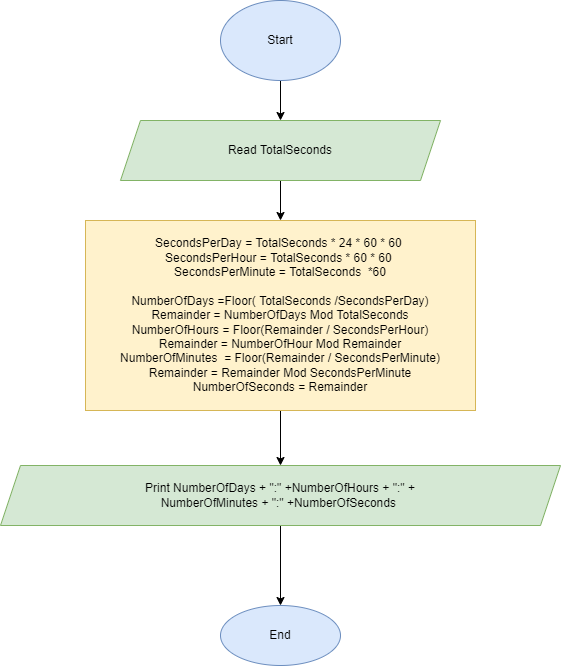 Start
Read TotalSeconds
SecondsPerDay = TotalSeconds * 24 * 60 * 60
SecondsPerHour = TotalSeconds * 60 * 60
SecondsPerMinute = TotalSeconds  *60
NumberOfDays =Floor( TotalSeconds /SecondsPerDay)
Remainder = NumberOfDays Mod TotalSeconds
NumberOfHours = Floor(Remainder / SecondsPerHour)
Remainder = NumberOfHour Mod Remainder
NumberOfMinutes  = Floor(Remainder / SecondsPerMinute)
Remainder = Remainder Mod SecondsPerMinute
NumberOfSeconds = Remainder
Print NumberOfDays + ":" +NumberOfHours + ":" +
NumberOfMinutes + ":" +NumberOfSeconds
End